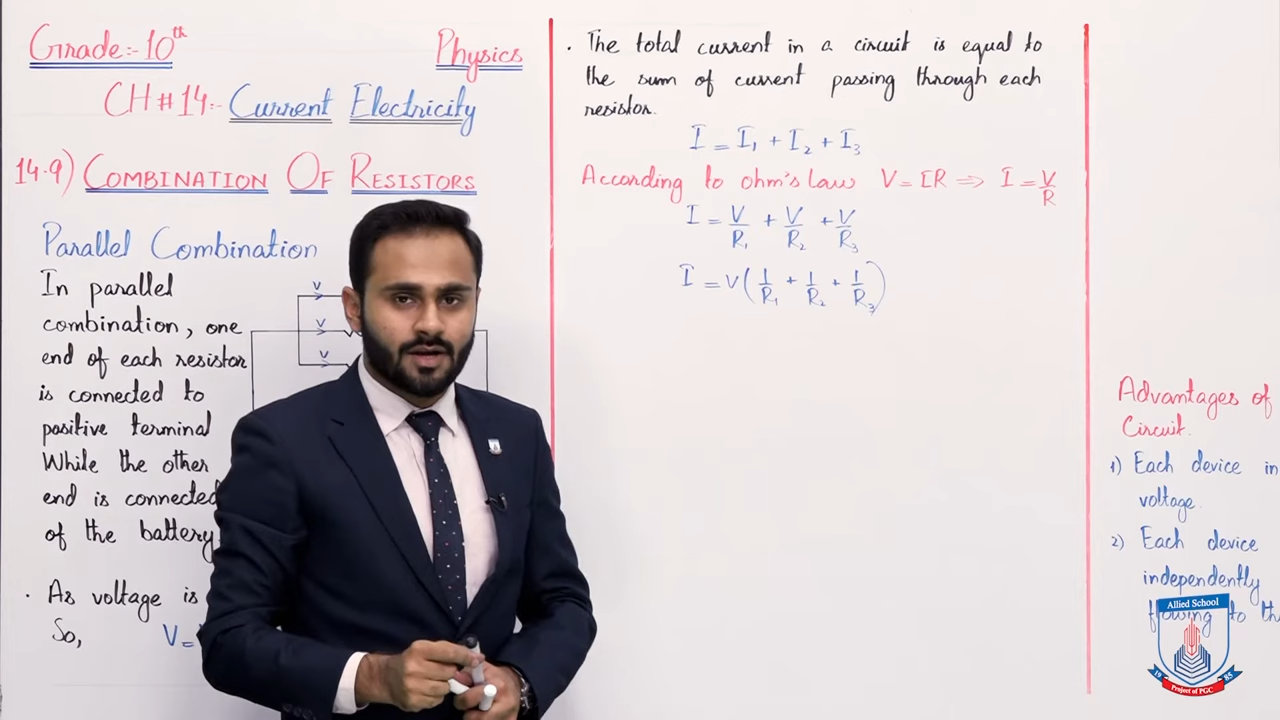 Grade:- 10th
Physics
CH # 14:- Current Electricity
14.9) COMBINATION OF RESISTORS
Parallel Combination
In parallel
combination, one
end of each resistor
is connected to
positive terminal
While the other
end is connected
of the battery
V
V
V
· As voltage is
So, V =
· The total current in a circuit is equal to
the sum of current passing through each
resistor.
I = I₁ + I₂ + I₃
According to ohm's Law V = IR ⇒ I = V/R
I = V/R₁ + V/R₂ + V/R₃
I = V(1/R₁ + 1/R₂ + 1/R₃)
Advantages of
Circuit.
1) Each device in
voltage.
2) Each device
independently
flowing to th
Allied School
19 85
Project of PGC